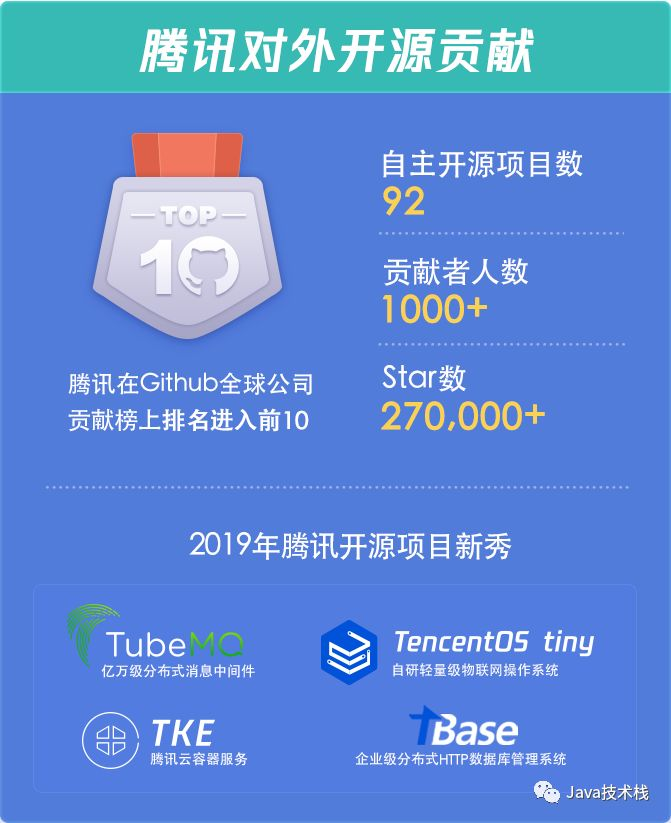 腾讯对外开源贡献
TOP
10
腾讯在Github全球公司
贡献榜上排名进入前10
自主开源项目数
92
贡献者人数
1000+
Star数
270,000+
2019年腾讯开源项目新秀
TubeMQ
亿万级分布式消息中间件
TencentOS tiny
自研轻量级物联网操作系统
TKE
腾讯云容器服务
TBase
企业级分布式HTTP数据库管理系统
Java技术栈